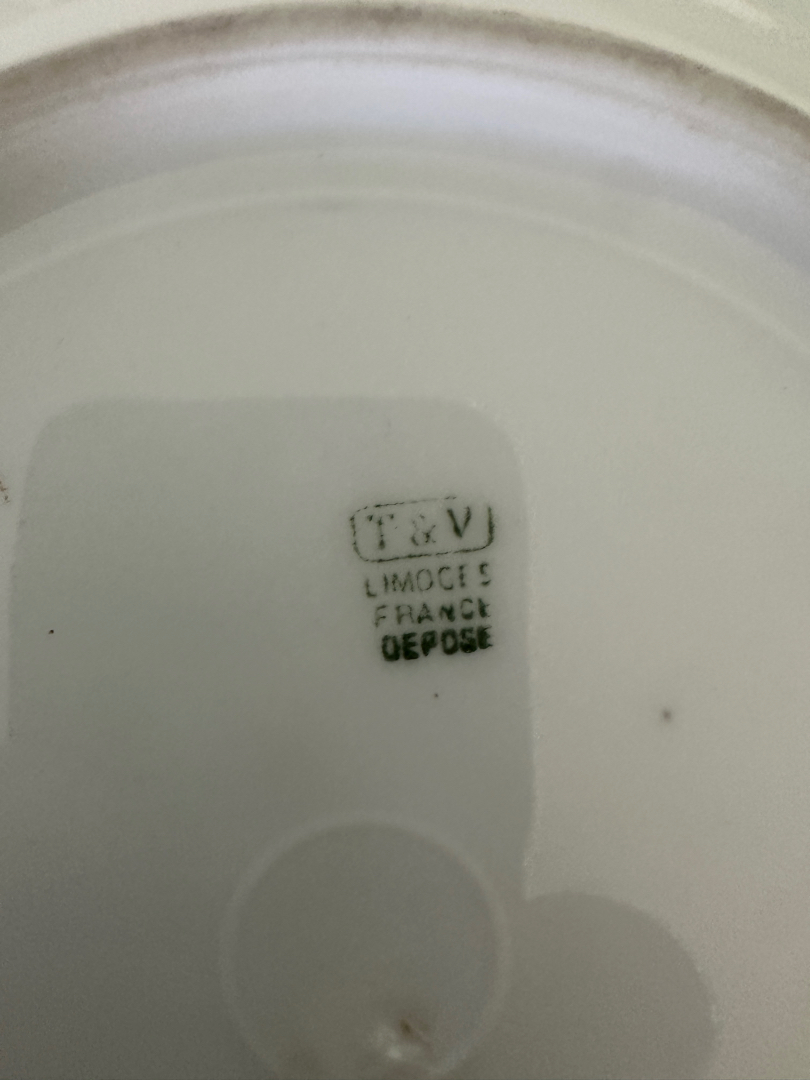 T & V
LIMOGES
FRANCE
DEPOSE